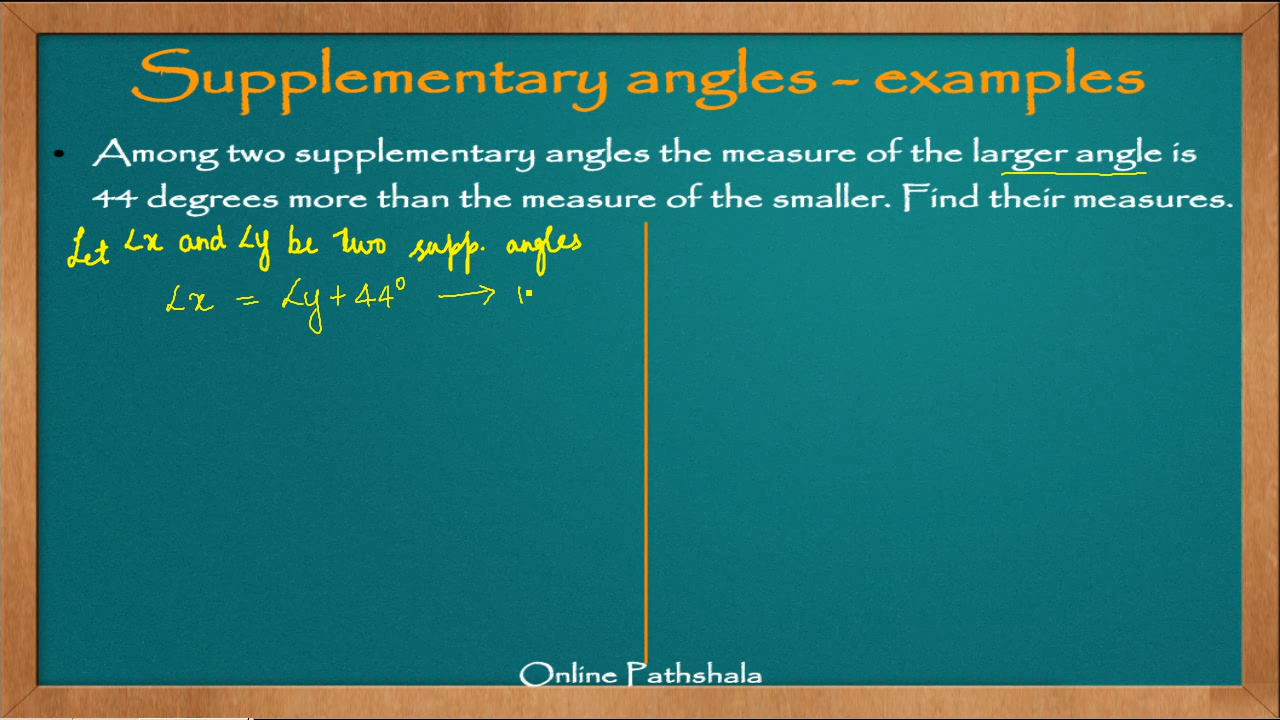 Supplementary angles - examples
• Among two supplementary angles the measure of the larger angle is
44 degrees more than the measure of the smaller. Find their measures.
Let ∠x and ∠y be two supp. angles
∠x = ∠y + 44° →
Online Pathshala